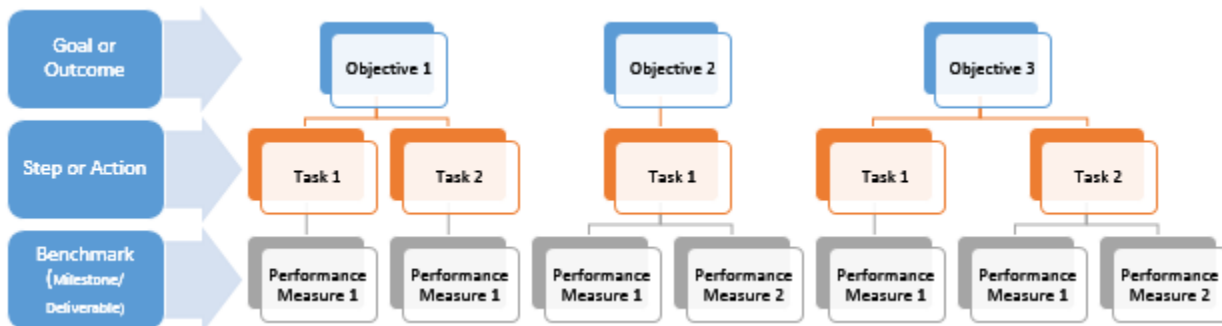 Goal or
Outcome
Objective 1
Objective 2
Objective 3
Step or Action
Task 1
Task 2
Task 1
Task 1
Task 2
Benchmark
(Milestone/
Deliverable)
Performance
Measure 1
Performance
Measure 1
Performance
Measure 1
Performance
Measure 2
Performance
Measure 1
Performance
Measure 1
Performance
Measure 2